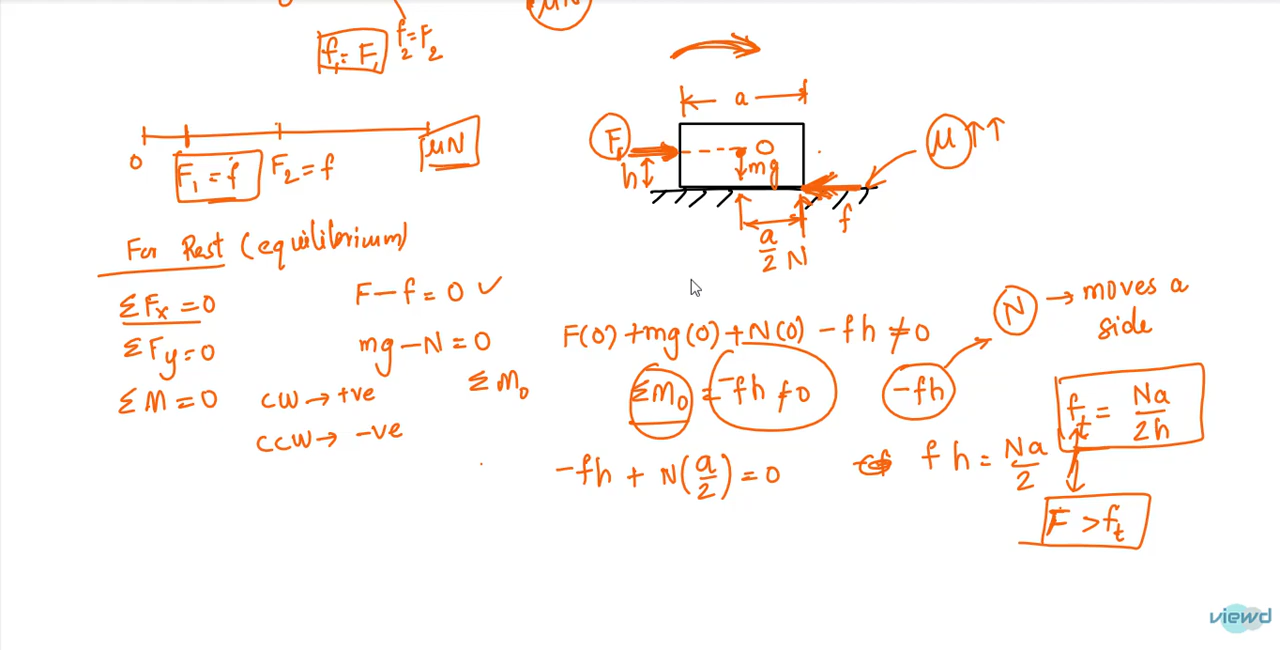 μN
f₁ = F₁
f₂ = F₂
a
F₁
O
μ ↑↑
mg
h
f
a/2
N
0
F₁ = f
F₂ = f
μN
For Rest (equilibrium)
ΣFx = 0
F − f = 0 ✓
ΣFy = 0
mg − N = 0
ΣM = 0
CW → +ve
CCW → −ve
ΣM₀
F(0) + mg(0) + N(0) − fh ≠ 0
ΣM₀ = −fh ≠ 0
−fh
N → moves a
side
−fh + N(a/2) = 0
fh = Na/2
fₜ = Na/2h
F > fₜ
viewd